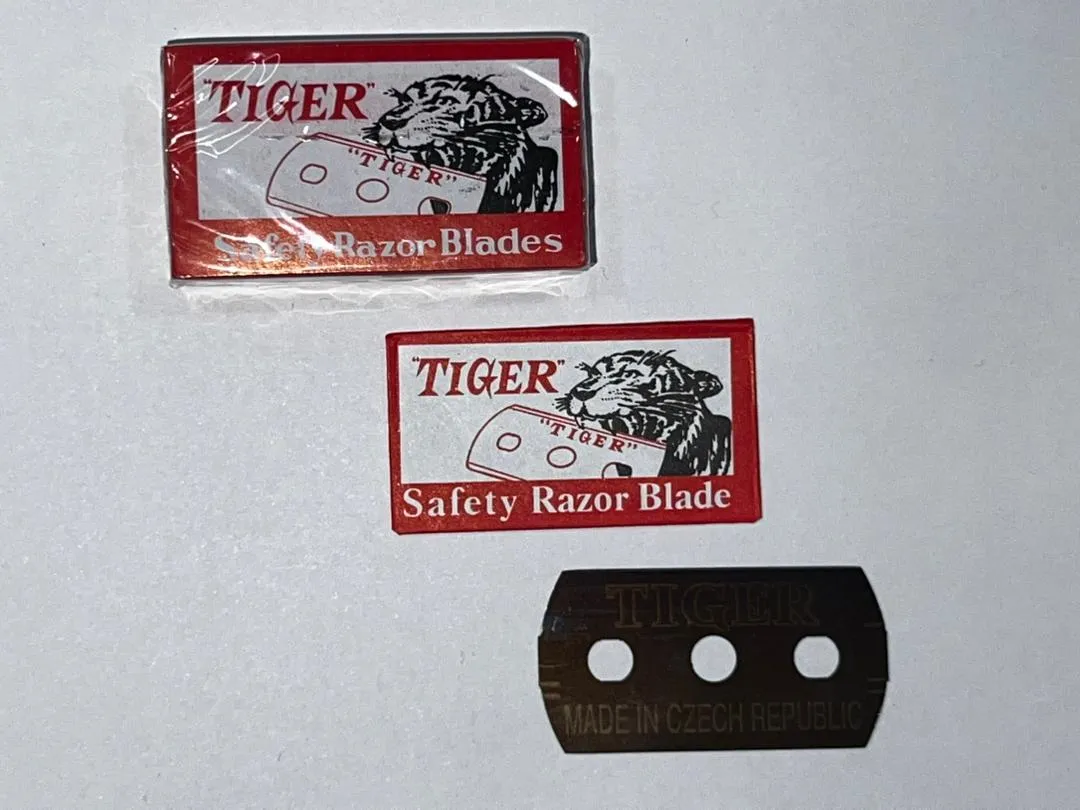 "TIGER"
"TIGER"
Safety Razor Blades
"TIGER"
"TIGER"
Safety Razor Blade
TIGER
MADE IN CZECH REPUBLIC